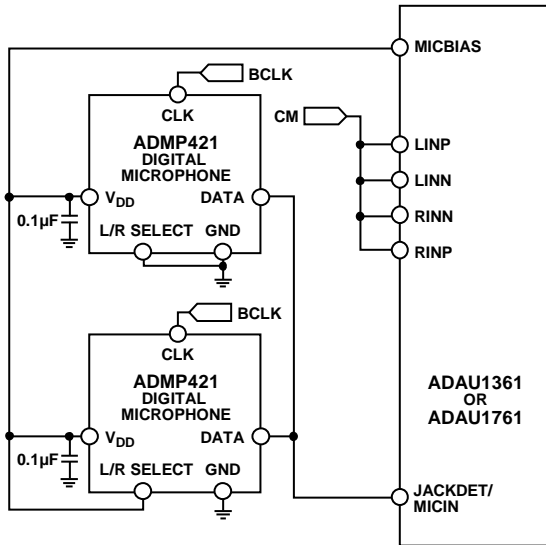 MICBIAS
BCLK
CLK
CM
ADMP421
DIGITAL
MICROPHONE
LINP
LINN
RINN
RINP
VDD
DATA
0.1µF
L/R SELECT GND
BCLK
CLK
ADMP421
DIGITAL
MICROPHONE
ADAU1361
OR
ADAU1761
VDD
DATA
0.1µF
L/R SELECT GND
JACKDET/
MICIN